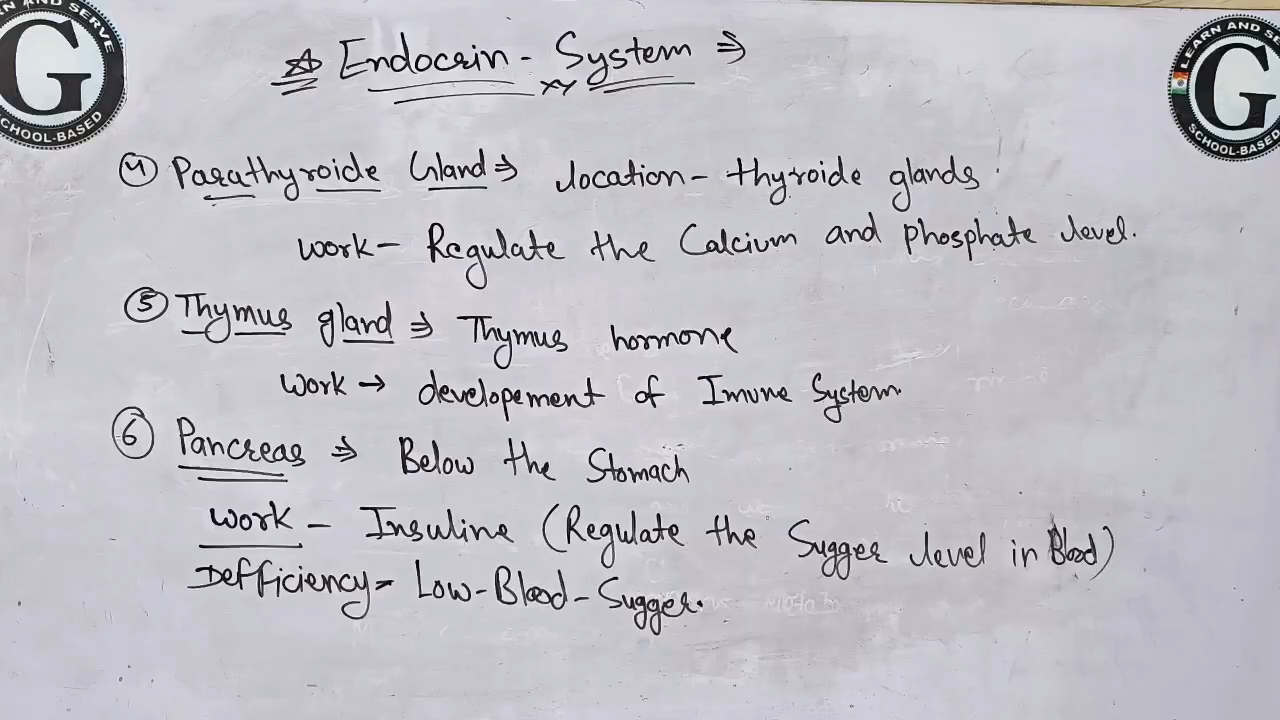 Endocrin - System ⇒
④ Parathyroide Gland ⇒ location - thyroide glands.
work - Regulate the Calcium and phosphate level.
⑤ Thymus gland ⇒ Thymus hormone
work → developement of Imune System.
⑥ Pancreas ⇒ Below the Stomach
work - Insuline (Regulate the Sugger level in Blood)
Defficiency = Low-Blood-Sugger.
G
AND SERVE
SCHOOL-BASED
G
LEARN AND SE
SCHOOL-BASED